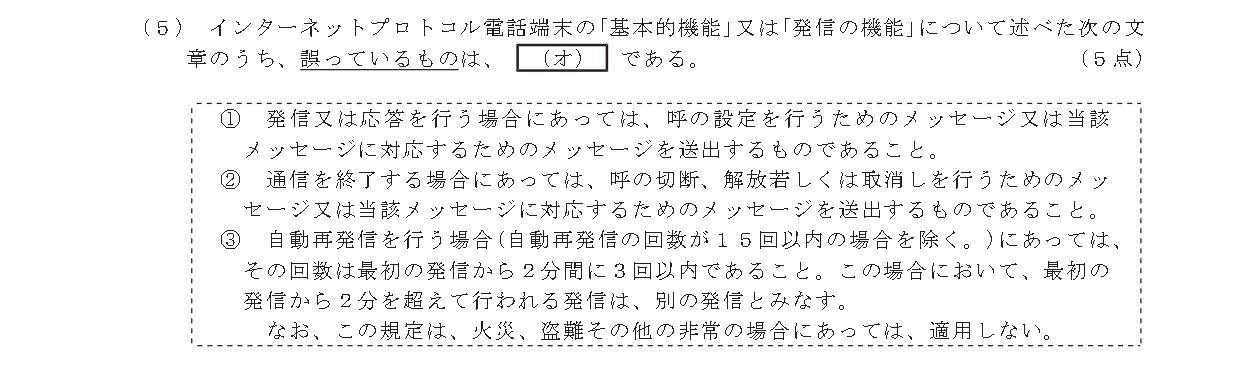 （５） インターネットプロトコル電話端末の｢基本的機能｣又は｢発信の機能｣について述べた次の文
章のうち、誤っているものは、 （オ） である。 （５点）
① 発信又は応答を行う場合にあっては、呼の設定を行うためのメッセージ又は当該
メッセージに対応するためのメッセージを送出するものであること。
② 通信を終了する場合にあっては、呼の切断、解放若しくは取消しを行うためのメッ
セージ又は当該メッセージに対応するためのメッセージを送出するものであること。
③ 自動再発信を行う場合(自動再発信の回数が１５回以内の場合を除く。)にあっては、
その回数は最初の発信から２分間に３回以内であること。この場合において、最初の
発信から２分を超えて行われる発信は、別の発信とみなす。
なお、この規定は、火災、盗難その他の非常の場合にあっては、適用しない。